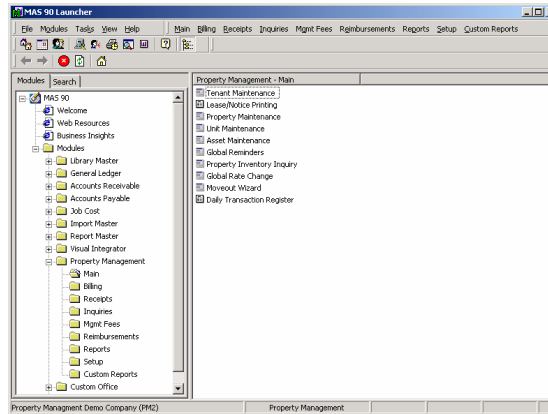 MAS 90 Launcher
File Modules Tasks View Help Main Billing Receipts Inquiries Mgmt Fees Reimbursements Reports Setup Custom Reports
Modules Search
MAS 90
Welcome
Web Resources
Business Insights
Modules
Library Master
General Ledger
Accounts Receivable
Accounts Payable
Job Cost
Import Master
Report Master
Visual Integrator
Property Management
Main
Billing
Receipts
Inquiries
Mgmt Fees
Reimbursements
Reports
Setup
Custom Reports
Custom Office
Property Management - Main
Tenant Maintenance
Lease/Notice Printing
Property Maintenance
Unit Maintenance
Asset Maintenance
Global Reminders
Property Inventory Inquiry
Global Rate Change
Moveout Wizard
Daily Transaction Register
Property Managment Demo Company (PM2) Property Management